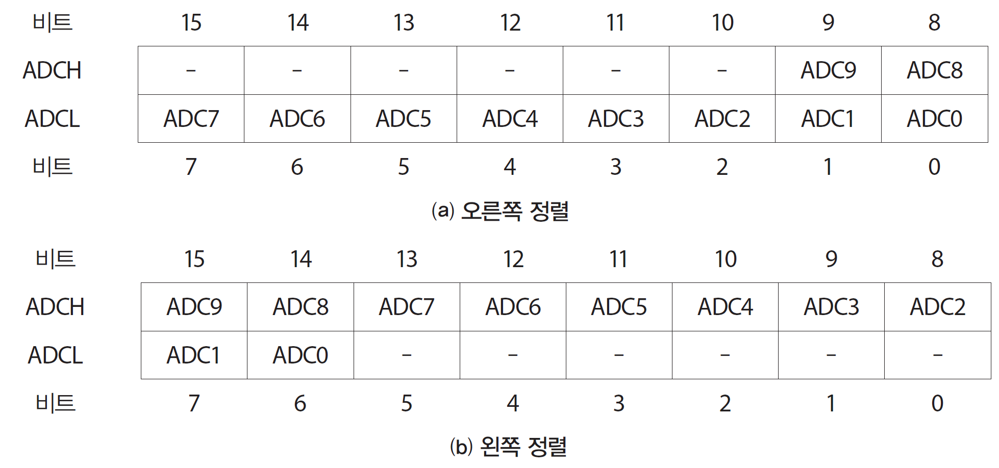 비트 15 14 13 12 11 10 9 8
ADCH – – – – – – ADC9 ADC8
ADCL ADC7 ADC6 ADC5 ADC4 ADC3 ADC2 ADC1 ADC0
비트 7 6 5 4 3 2 1 0
(a) 오른쪽 정렬
비트 15 14 13 12 11 10 9 8
ADCH ADC9 ADC8 ADC7 ADC6 ADC5 ADC4 ADC3 ADC2
ADCL ADC1 ADC0 – – – – – –
비트 7 6 5 4 3 2 1 0
(b) 왼쪽 정렬